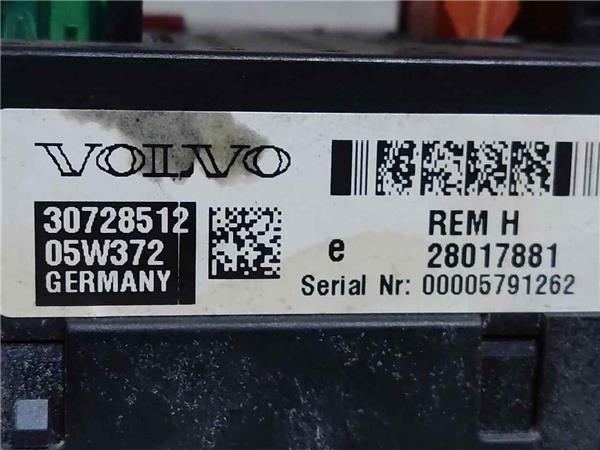 VOLVO
30728512
05W372
GERMANY
REM H
e 28017881
Serial Nr: 00005791262